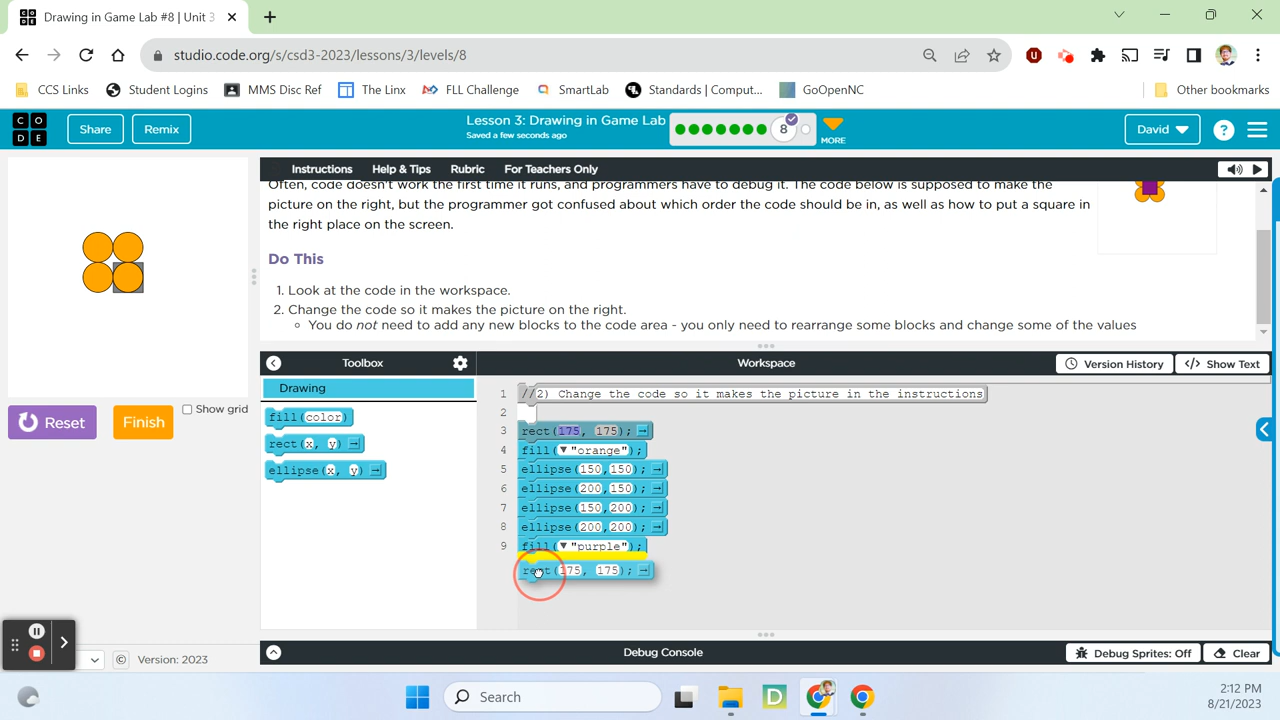 Drawing in Game Lab #8 | Unit 3
studio.code.org/s/csd3-2023/lessons/3/levels/8
CCS Links
Student Logins
MMS Disc Ref
The Linx
FLL Challenge
SmartLab
Standards | Comput...
GoOpenNC
Other bookmarks
C O
D E
Share
Remix
Lesson 3: Drawing in Game Lab
Saved a few seconds ago
8
MORE
David
?
Instructions
Help & Tips
Rubric
For Teachers Only
Often, code doesn't work the first time it runs, and programmers have to debug it. The code below is supposed to make the
picture on the right, but the programmer got confused about which order the code should be in, as well as how to put a square in
the right place on the screen.
Do This
1. Look at the code in the workspace.
2. Change the code so it makes the picture on the right.
You do not need to add any new blocks to the code area - you only need to rearrange some blocks and change some of the values
Toolbox
Workspace
Version History
</> Show Text
Drawing
fill(color)
rect(x, y)
ellipse(x, y)
Reset
Finish
Show grid
1 //2) Change the code so it makes the picture in the instructions
2
3 rect(175, 175);
4 fill("orange");
5 ellipse(150,150);
6 ellipse(200,150);
7 ellipse(150,200);
8 ellipse(200,200);
9 fill("purple");
rect(175, 175);
Version: 2023
Debug Console
Debug Sprites: Off
Clear
Search
D
2:12 PM
8/21/2023